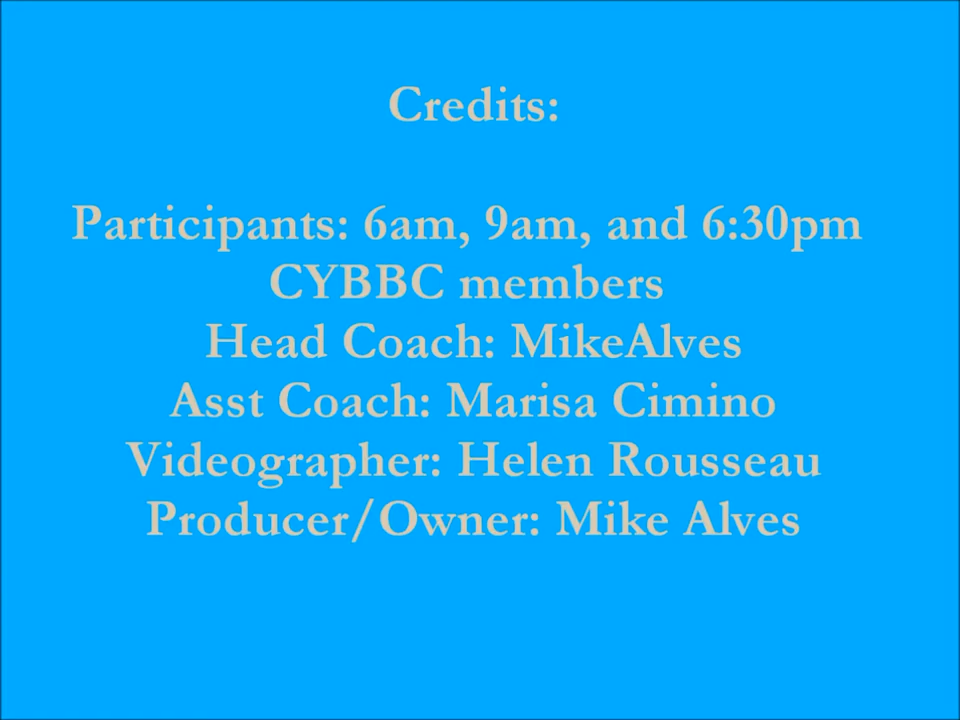 Credits:
Participants: 6am, 9am, and 6:30pm
CYBBC members
Head Coach: MikeAlves
Asst Coach: Marisa Cimino
Videographer: Helen Rousseau
Producer/Owner: Mike Alves